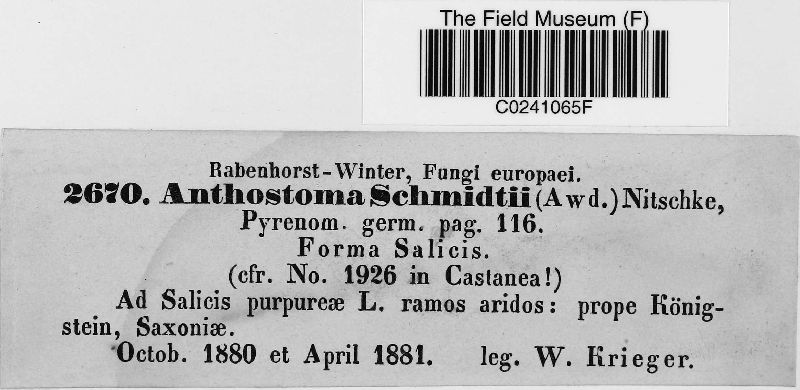 The Field Museum (F)
C0241065F
Rabenhorst-Winter, Fungi europaei.
2670. Anthostoma Schmidtii (Awd.) Nitschke,
Pyrenom. germ. pag. 116.
Forma Salicis.
(cfr. No. 1926 in Castanea!)
Ad Salicis purpureæ L. ramos aridos: prope König-
stein, Saxoniæ.
Octob. 1880 et April 1881. leg. W. Krieger.